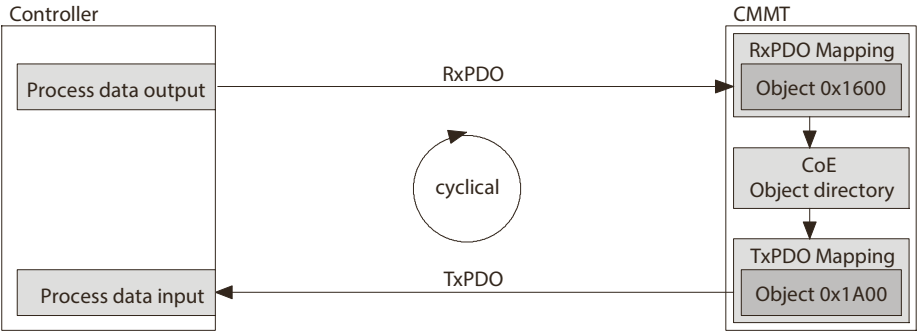 Controller
CMMT
RxPDO Mapping
Object 0x1600
Process data output
RxPDO
CoE
Object directory
cyclical
TxPDO Mapping
Object 0x1A00
Process data input
TxPDO